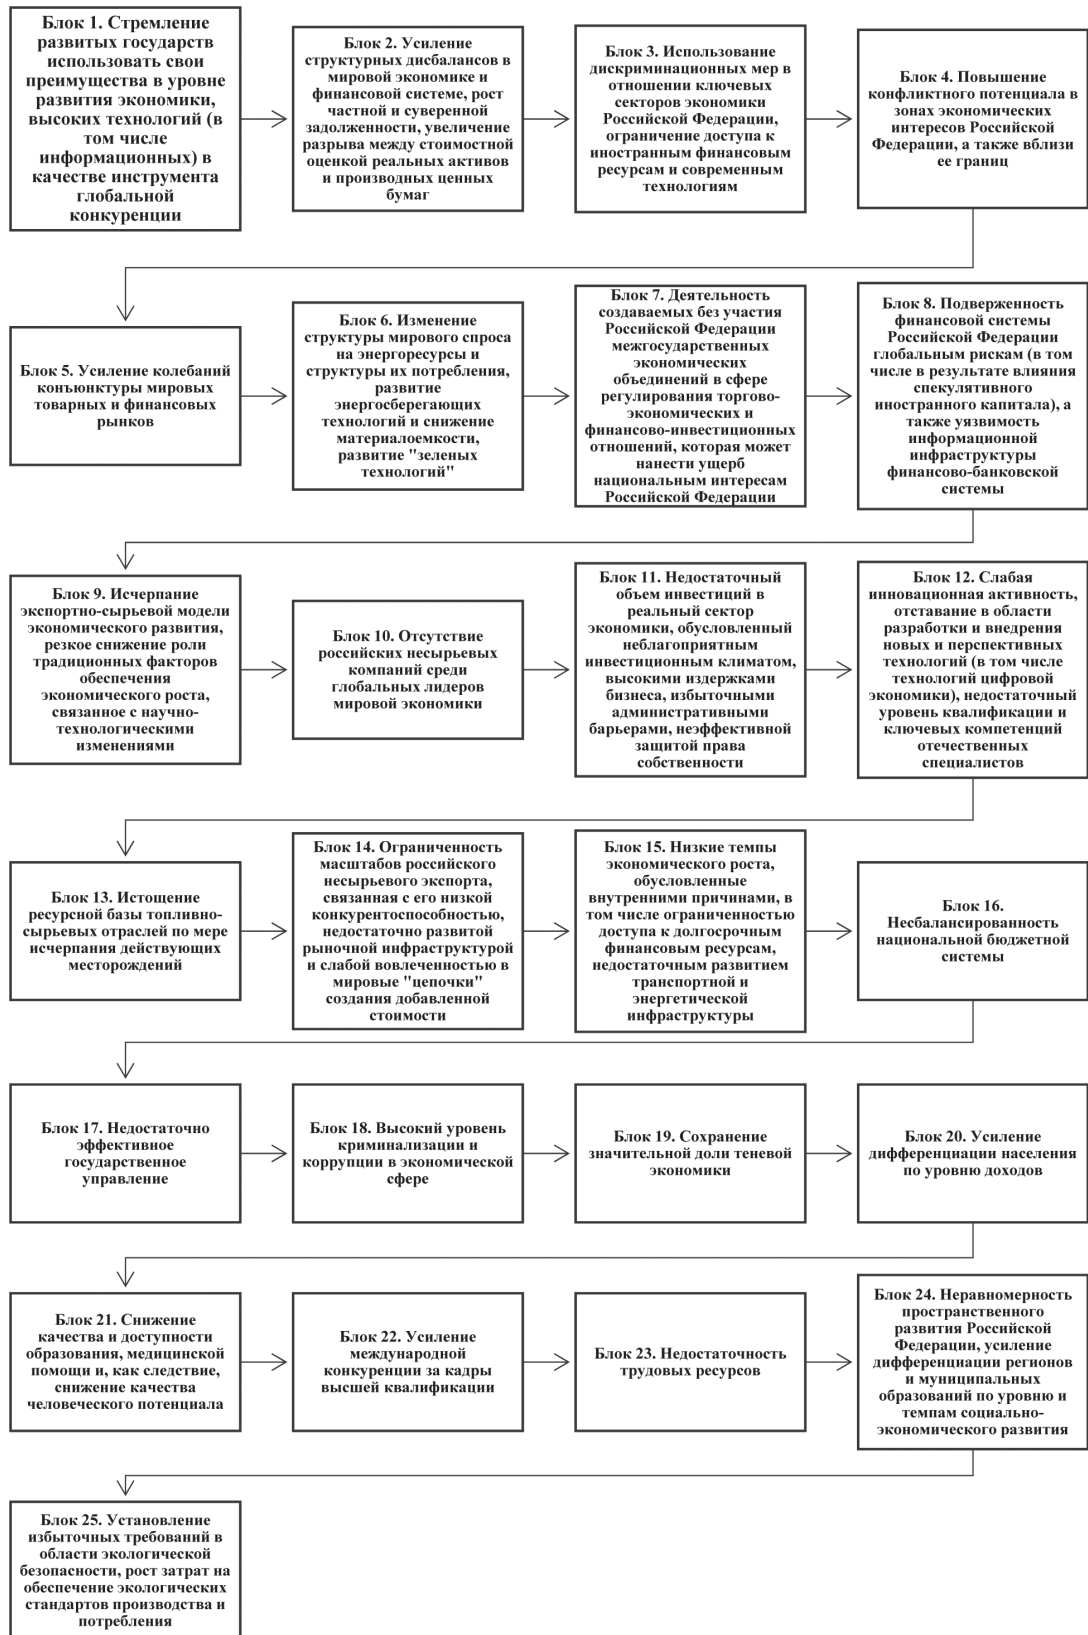 Блок 1. Стремление
развитых государств
использовать свои
преимущества в уровне
развития экономики,
высоких технологий (в
том числе
информационных) в
качестве инструмента
глобальной
конкуренции
Блок 2. Усиление
структурных дисбалансов в
мировой экономике и
финансовой системе, рост
частной и суверенной
задолженности, увеличение
разрыва между стоимостной
оценкой реальных активов
и производных ценных
бумаг
Блок 3. Использование
дискриминационных мер в
отношении ключевых
секторов экономики
Российской Федерации,
ограничение доступа к
иностранным финансовым
ресурсам и современным
технологиям
Блок 4. Повышение
конфликтного потенциала в
зонах экономических
интересов Российской
Федерации, а также вблизи
ее границ
Блок 5. Усиление колебаний
конъюнктуры мировых
товарных и финансовых
рынков
Блок 6. Изменение
структуры мирового спроса
на энергоресурсы и
структуры их потребления,
развитие
энергосберегающих
технологий и снижение
материалоемкости,
развитие "зеленых
технологий"
Блок 7. Деятельность
создаваемых без участия
Российской Федерации
межгосударственных
экономических
объединений в сфере
регулирования торгово-
экономических и
финансово-инвестиционных
отношений, которая может
нанести ущерб
национальным интересам
Российской Федерации
Блок 8. Подверженность
финансовой системы
Российской Федерации
глобальным рискам (в том
числе в результате влияния
спекулятивного
иностранного капитала), а
также уязвимость
информационной
инфраструктуры
финансово-банковской
системы
Блок 9. Исчерпание
экспортно-сырьевой модели
экономического развития,
резкое снижение роли
традиционных факторов
обеспечения
экономического роста,
связанное с научно-
технологическими
изменениями
Блок 10. Отсутствие
российских несырьевых
компаний среди
глобальных лидеров
мировой экономики
Блок 11. Недостаточный
объем инвестиций в
реальный сектор
экономики, обусловленный
неблагоприятным
инвестиционным климатом,
высокими издержками
бизнеса, избыточными
административными
барьерами, неэффективной
защитой права
собственности
Блок 12. Слабая
инновационная активность,
отставание в области
разработки и внедрения
новых и перспективных
технологий (в том числе
технологий цифровой
экономики), недостаточный
уровень квалификации и
ключевых компетенций
отечественных
специалистов
Блок 13. Истощение
ресурсной базы топливно-
сырьевых отраслей по мере
исчерпания действующих
месторождений
Блок 14. Ограниченность
масштабов российского
несырьевого экспорта,
связанная с его низкой
конкурентоспособностью,
недостаточно развитой
рыночной инфраструктурой
и слабой вовлеченностью в
мировые "цепочки"
создания добавленной
стоимости
Блок 15. Низкие темпы
экономического роста,
обусловленные
внутренними причинами, в
том числе ограниченностью
доступа к долгосрочным
финансовым ресурсам,
недостаточным развитием
транспортной и
энергетической
инфраструктуры
Блок 16.
Несбалансированность
национальной бюджетной
системы
Блок 17. Недостаточно
эффективное
государственное
управление
Блок 18. Высокий уровень
криминализации и
коррупции в экономической
сфере
Блок 19. Сохранение
значительной доли теневой
экономики
Блок 20. Усиление
дифференциации населения
по уровню доходов
Блок 21. Снижение
качества и доступности
образования, медицинской
помощи и, как следствие,
снижение качества
человеческого потенциала
Блок 22. Усиление
международной
конкуренции за кадры
высшей квалификации
Блок 23. Недостаточность
трудовых ресурсов
Блок 24. Неравномерность
пространственного
развития Российской
Федерации, усиление
дифференциации регионов
и муниципальных
образований по уровню и
темпам социально-
экономического развития
Блок 25. Установление
избыточных требований в
области экологической
безопасности, рост затрат на
обеспечение экологических
стандартов производства и
потребления